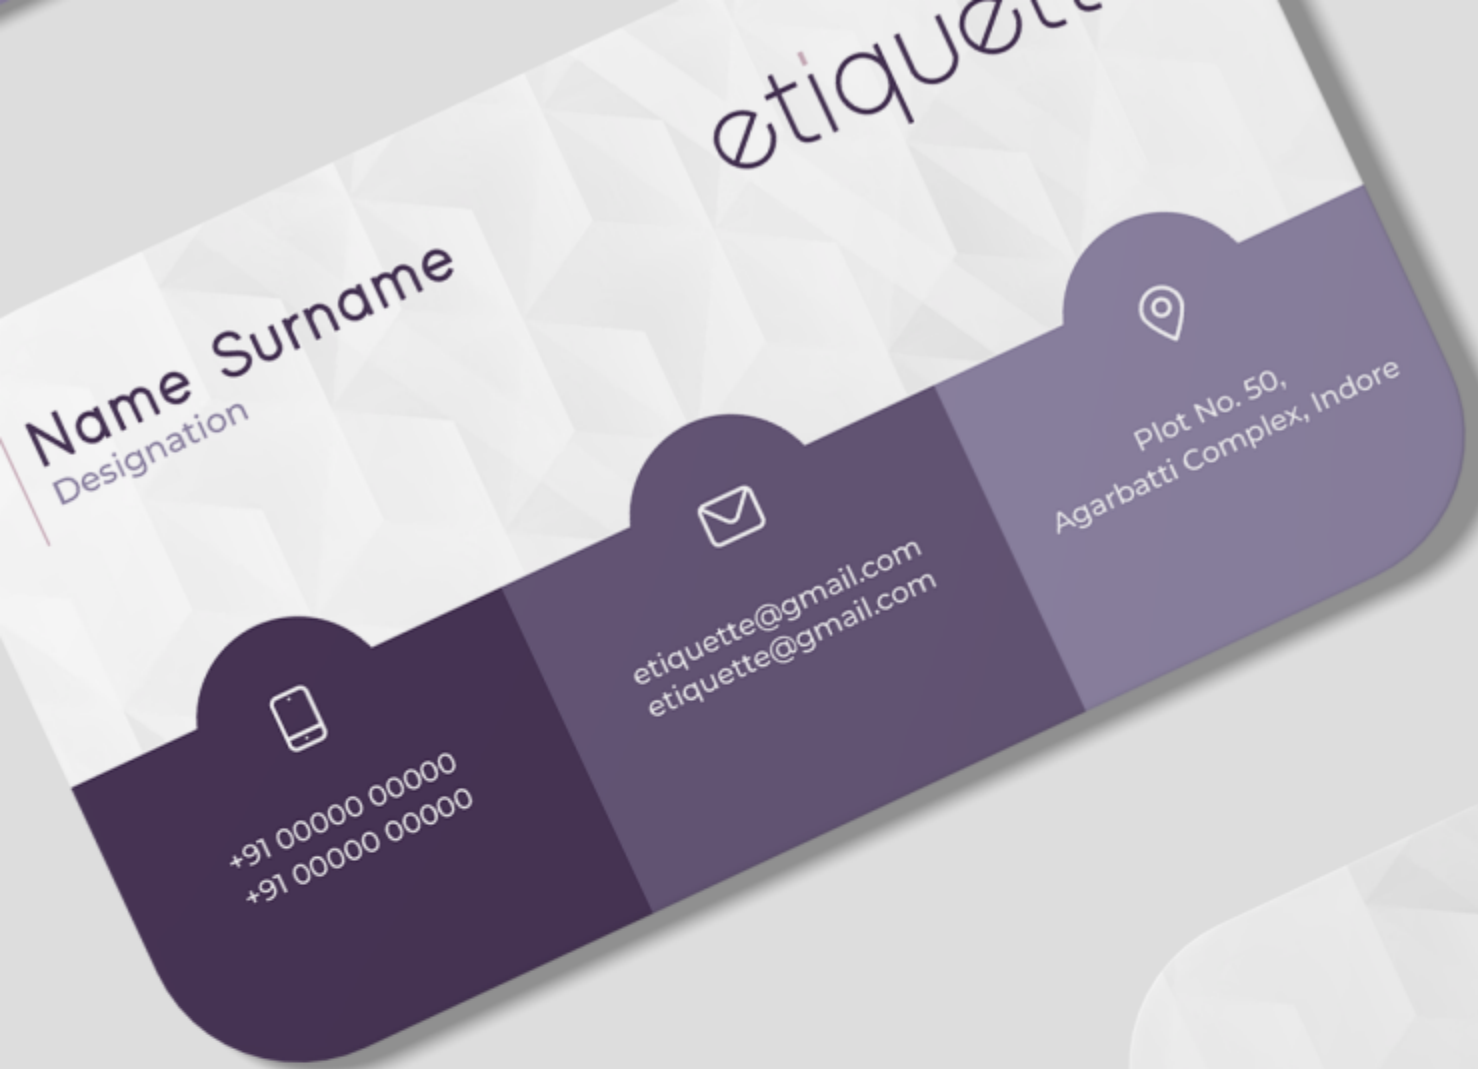 etiquett
Name Surname
Designation
Plot No. 50,
Agarbatti Complex, Indore
etiquette@gmail.com
etiquette@gmail.com
+91 00000 00000
+91 00000 00000